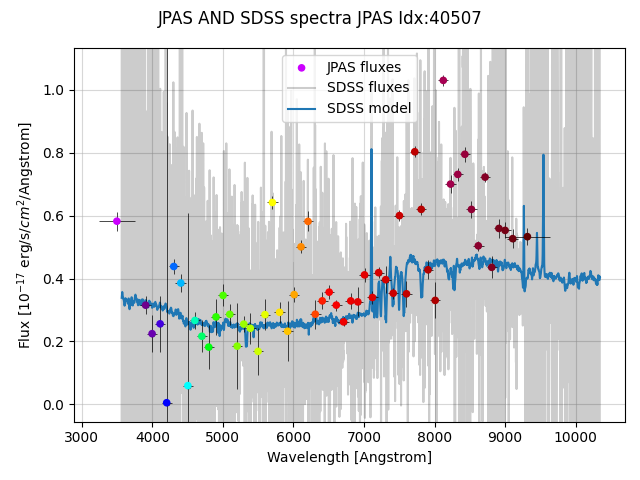 JPAS AND SDSS spectra JPAS Idx:40507
JPAS fluxes
SDSS fluxes
SDSS model
1.0
0.8
0.6
0.4
0.2
0.0
Flux [10⁻¹⁷ erg/s/cm²/Angstrom]
3000 4000 5000 6000 7000 8000 9000 10000
Wavelength [Angstrom]